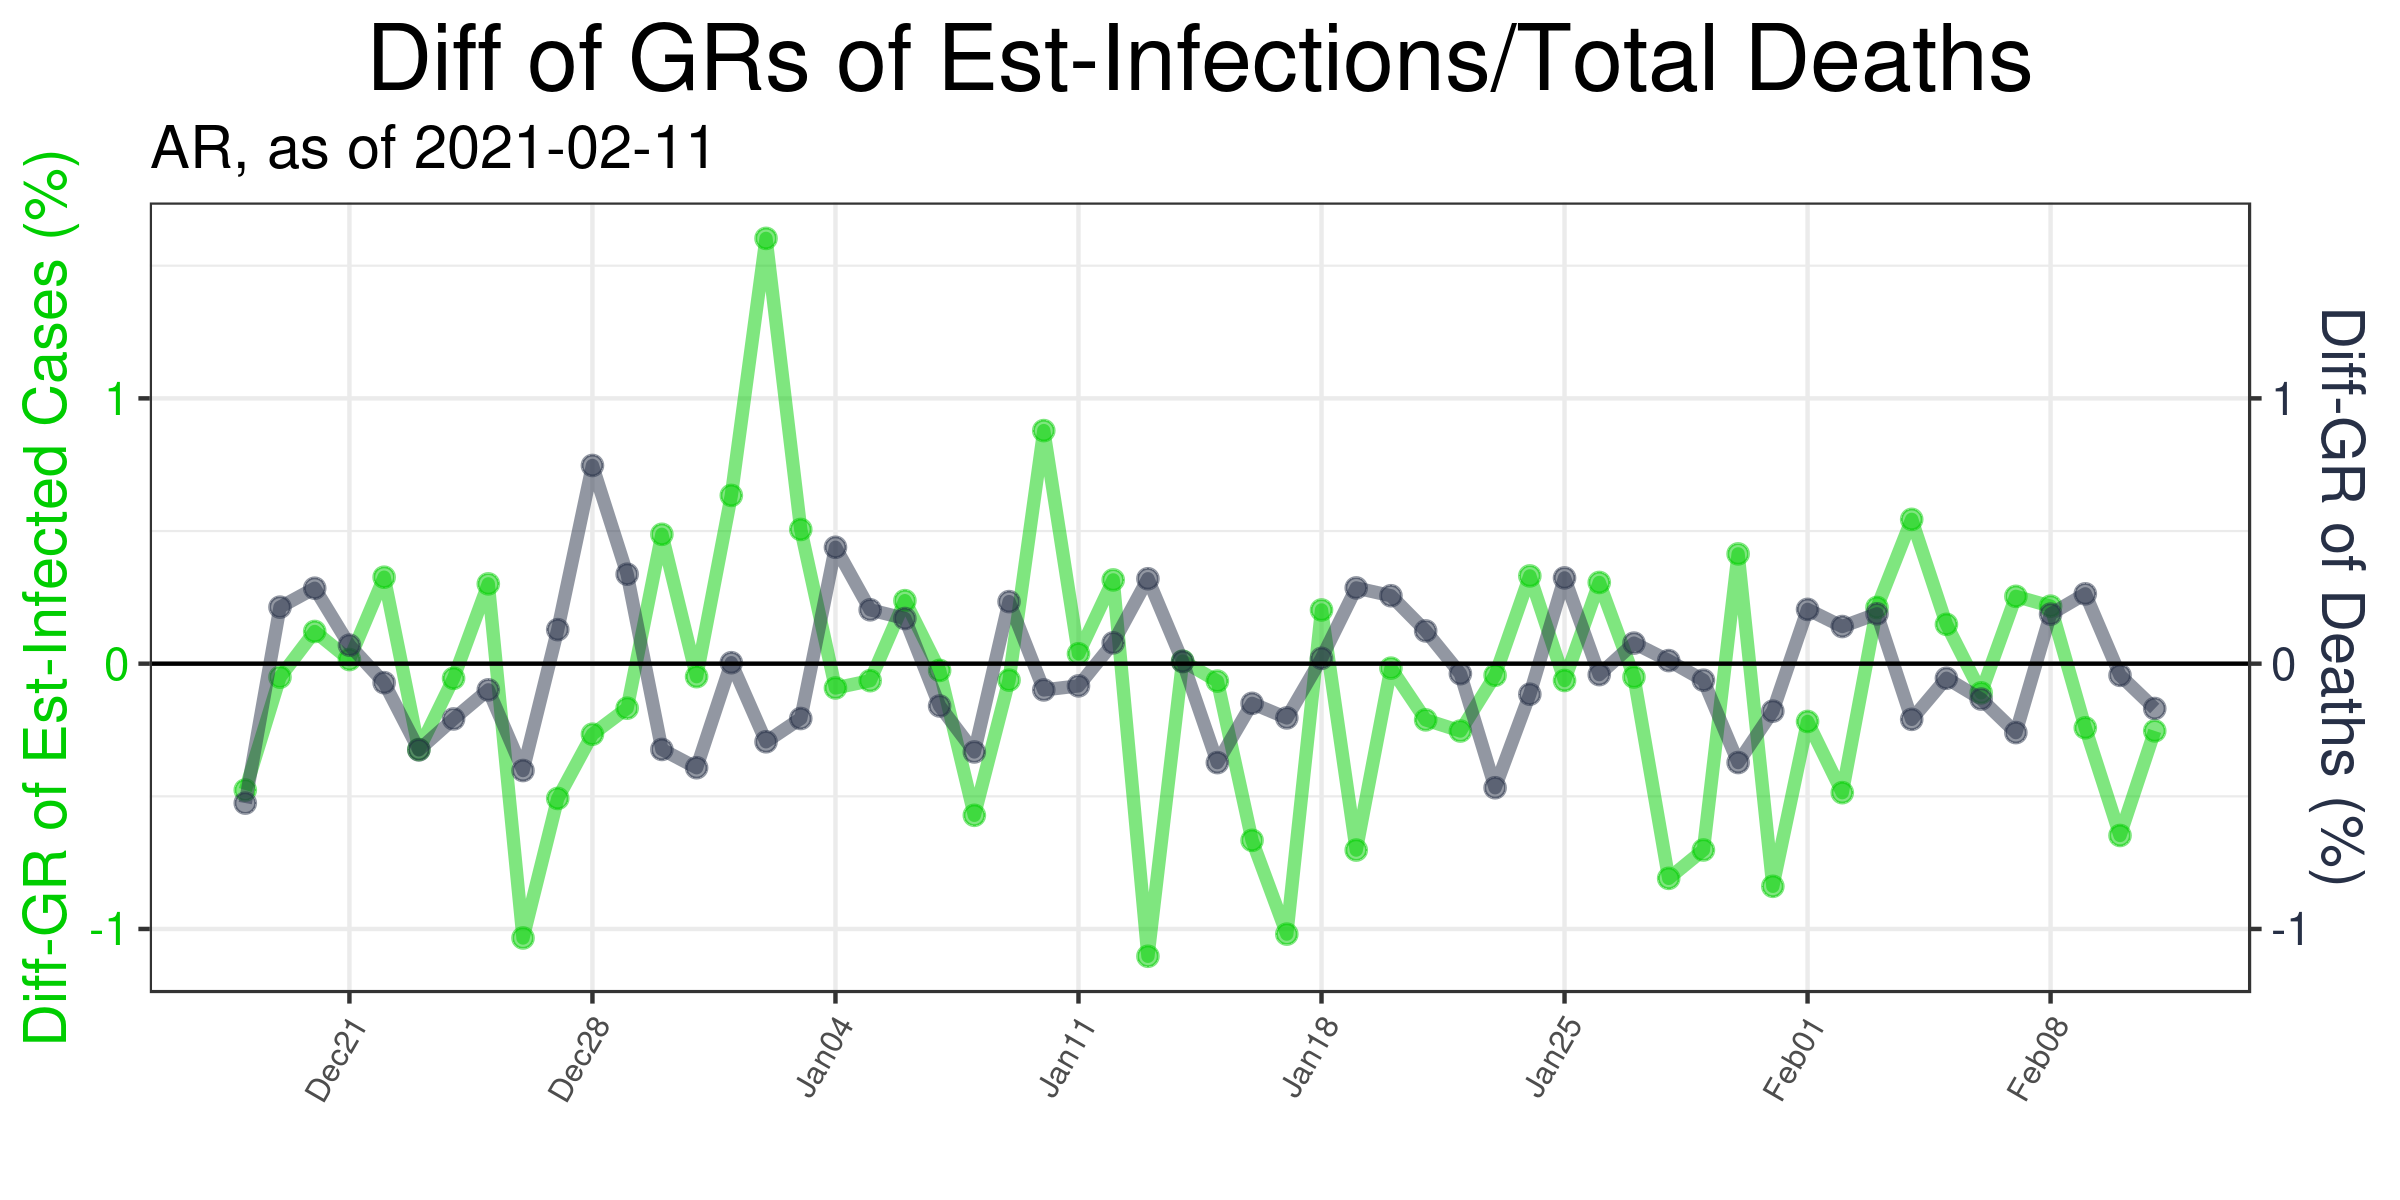 Diff of GRs of Est-Infections/Total Deaths
AR, as of 2021-02-11
Diff-GR of Est-Infected Cases (%)
1
0
-1
1
0
-1
Diff-GR of Deaths (%)
Dec21
Dec28
Jan04
Jan11
Jan18
Jan25
Feb01
Feb08